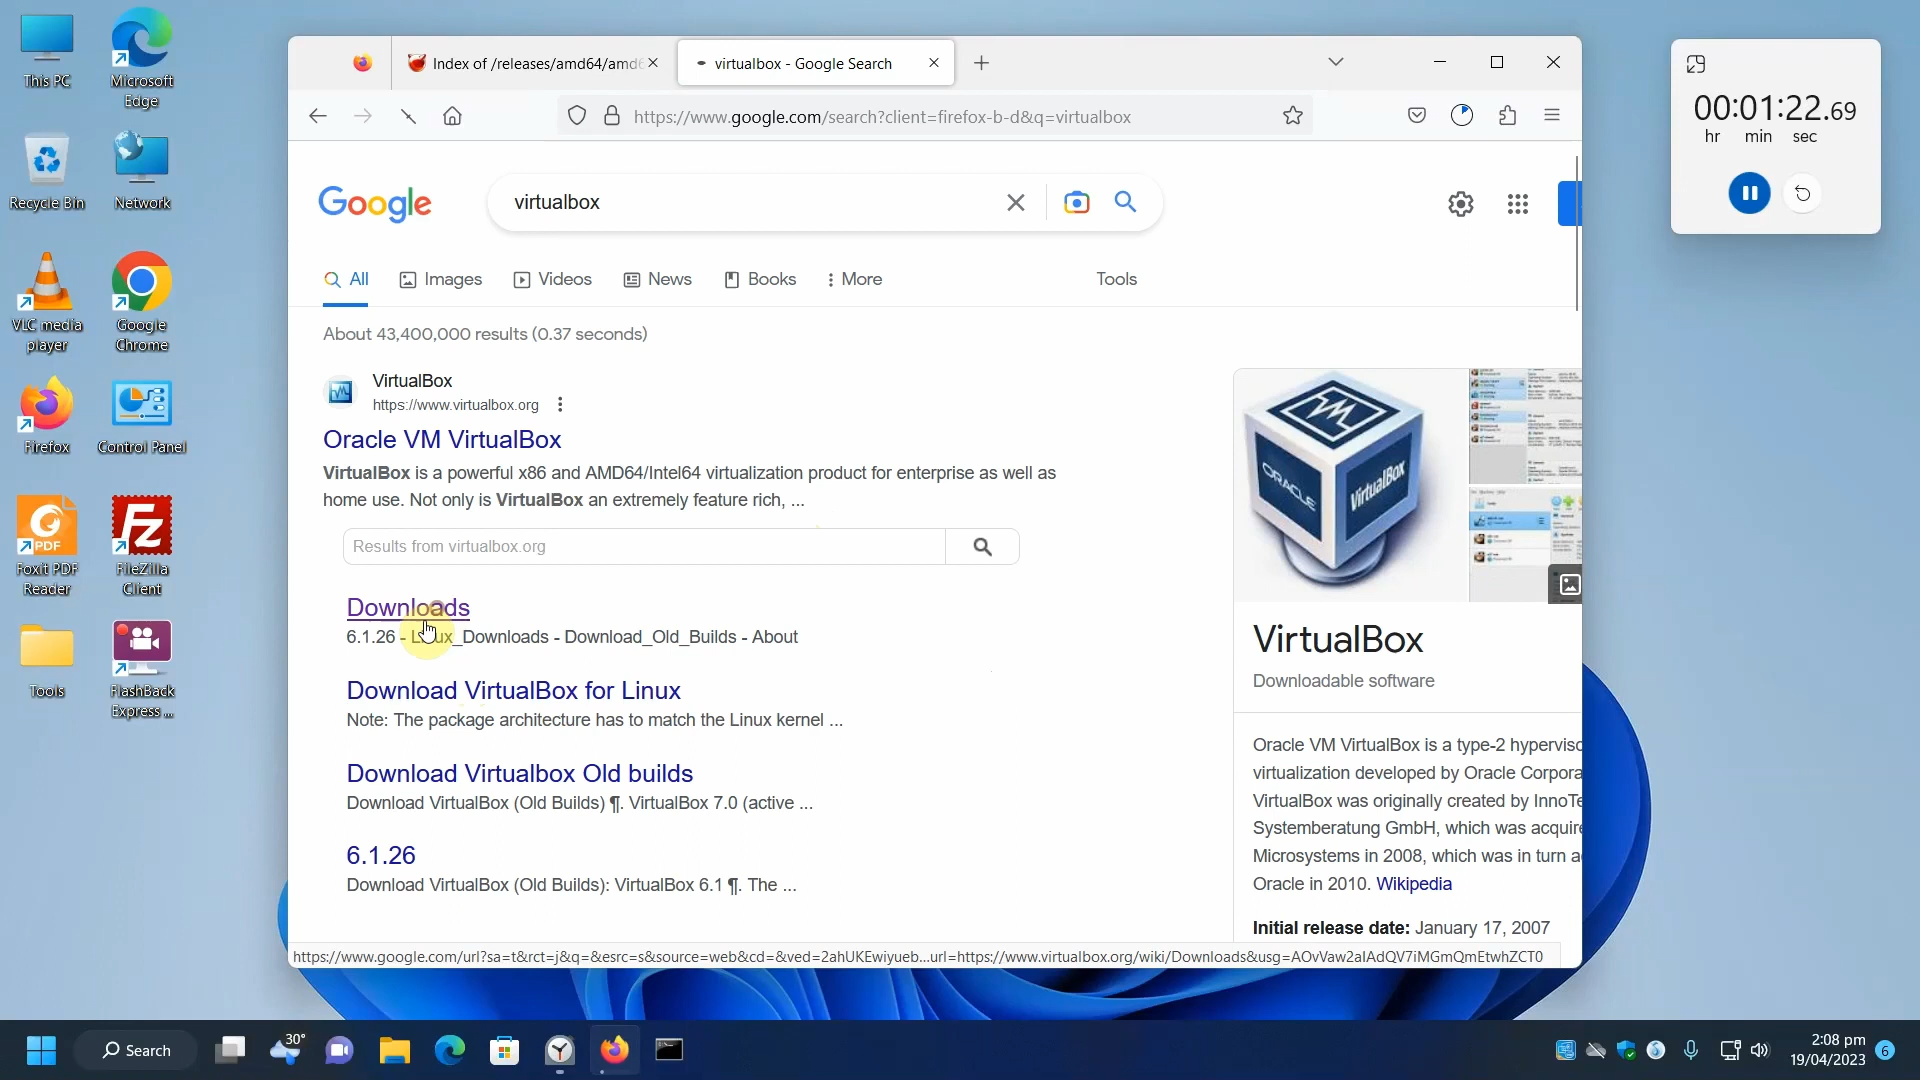 This PC
Microsoft
Edge
Recycle Bin
Network
VLC media
player
Google
Chrome
Firefox
Control Panel
PDF
Foxit PDF
Reader
FileZilla
Client
Tools
FlashBack
Express ...
Index of /releases/amd64/amd6
virtualbox - Google Search
https://www.google.com/search?client=firefox-b-d&q=virtualbox
00:01:22.69
hr min sec
Google
virtualbox
All
Images
Videos
News
Books
More
Tools
About 43,400,000 results (0.37 seconds)
VirtualBox
https://www.virtualbox.org
Oracle VM VirtualBox
VirtualBox is a powerful x86 and AMD64/Intel64 virtualization product for enterprise as well as
home use. Not only is VirtualBox an extremely feature rich, ...
Results from virtualbox.org
Downloads
6.1.26 - Linux_Downloads - Download_Old_Builds - About
Download VirtualBox for Linux
Note: The package architecture has to match the Linux kernel ...
Download Virtualbox Old builds
Download VirtualBox (Old Builds) ¶. VirtualBox 7.0 (active ...
6.1.26
Download VirtualBox (Old Builds): VirtualBox 6.1 ¶. The ...
ORACLE
VirtualBox
VirtualBox
Downloadable software
Oracle VM VirtualBox is a type-2 hyperviso
virtualization developed by Oracle Corpora
VirtualBox was originally created by InnoTe
Systemberatung GmbH, which was acquire
Microsystems in 2008, which was in turn a
Oracle in 2010. Wikipedia
Initial release date: January 17, 2007
https://www.google.com/url?sa=t&rct=j&q=&esrc=s&source=web&cd=&ved=2ahUKEwiyueb...url=https://www.virtualbox.org/wiki/Downloads&usg=AOvVaw2alAdQV7iMGmQmEtwhZCT0
Search
30°
2:08 pm
19/04/2023
6